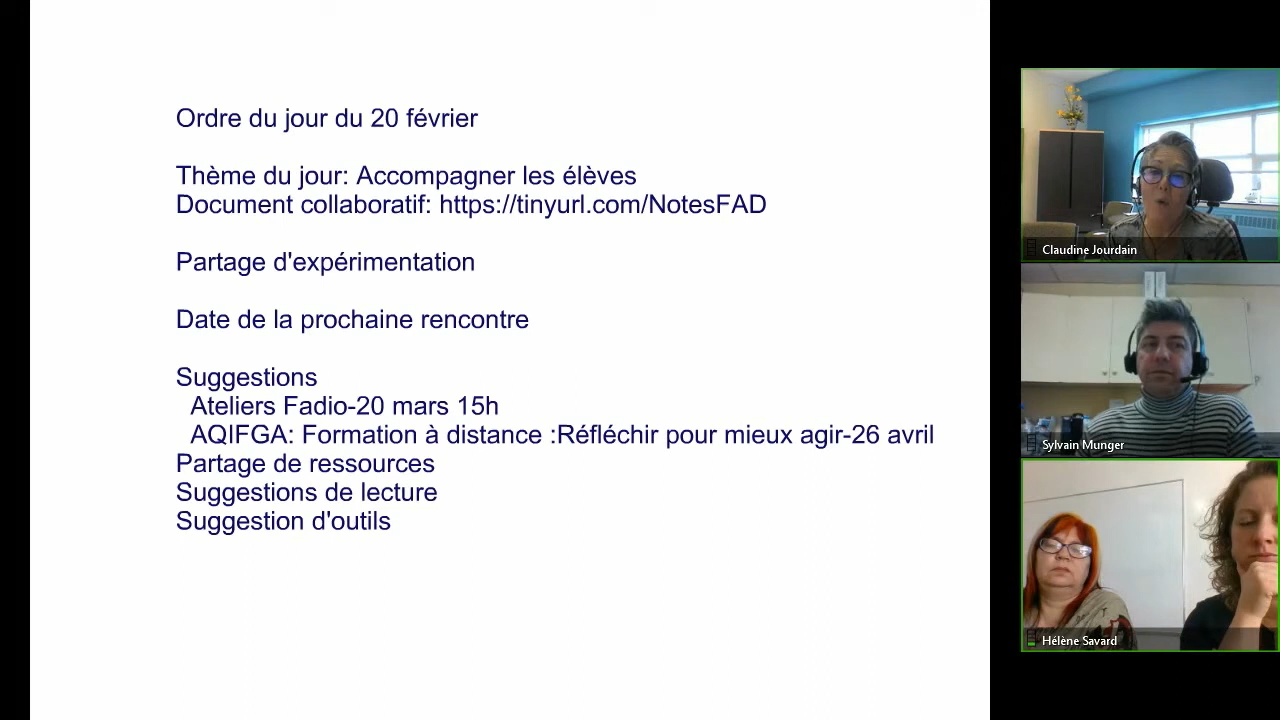 Ordre du jour du 20 février
Thème du jour: Accompagner les élèves
Document collaboratif: https://tinyurl.com/NotesFAD
Partage d'expérimentation
Date de la prochaine rencontre
Suggestions
Ateliers Fadio-20 mars 15h
AQIFGA: Formation à distance :Réfléchir pour mieux agir-26 avril
Partage de ressources
Suggestions de lecture
Suggestion d'outils
Claudine Jourdain
Sylvain Munger
Hélène Savard